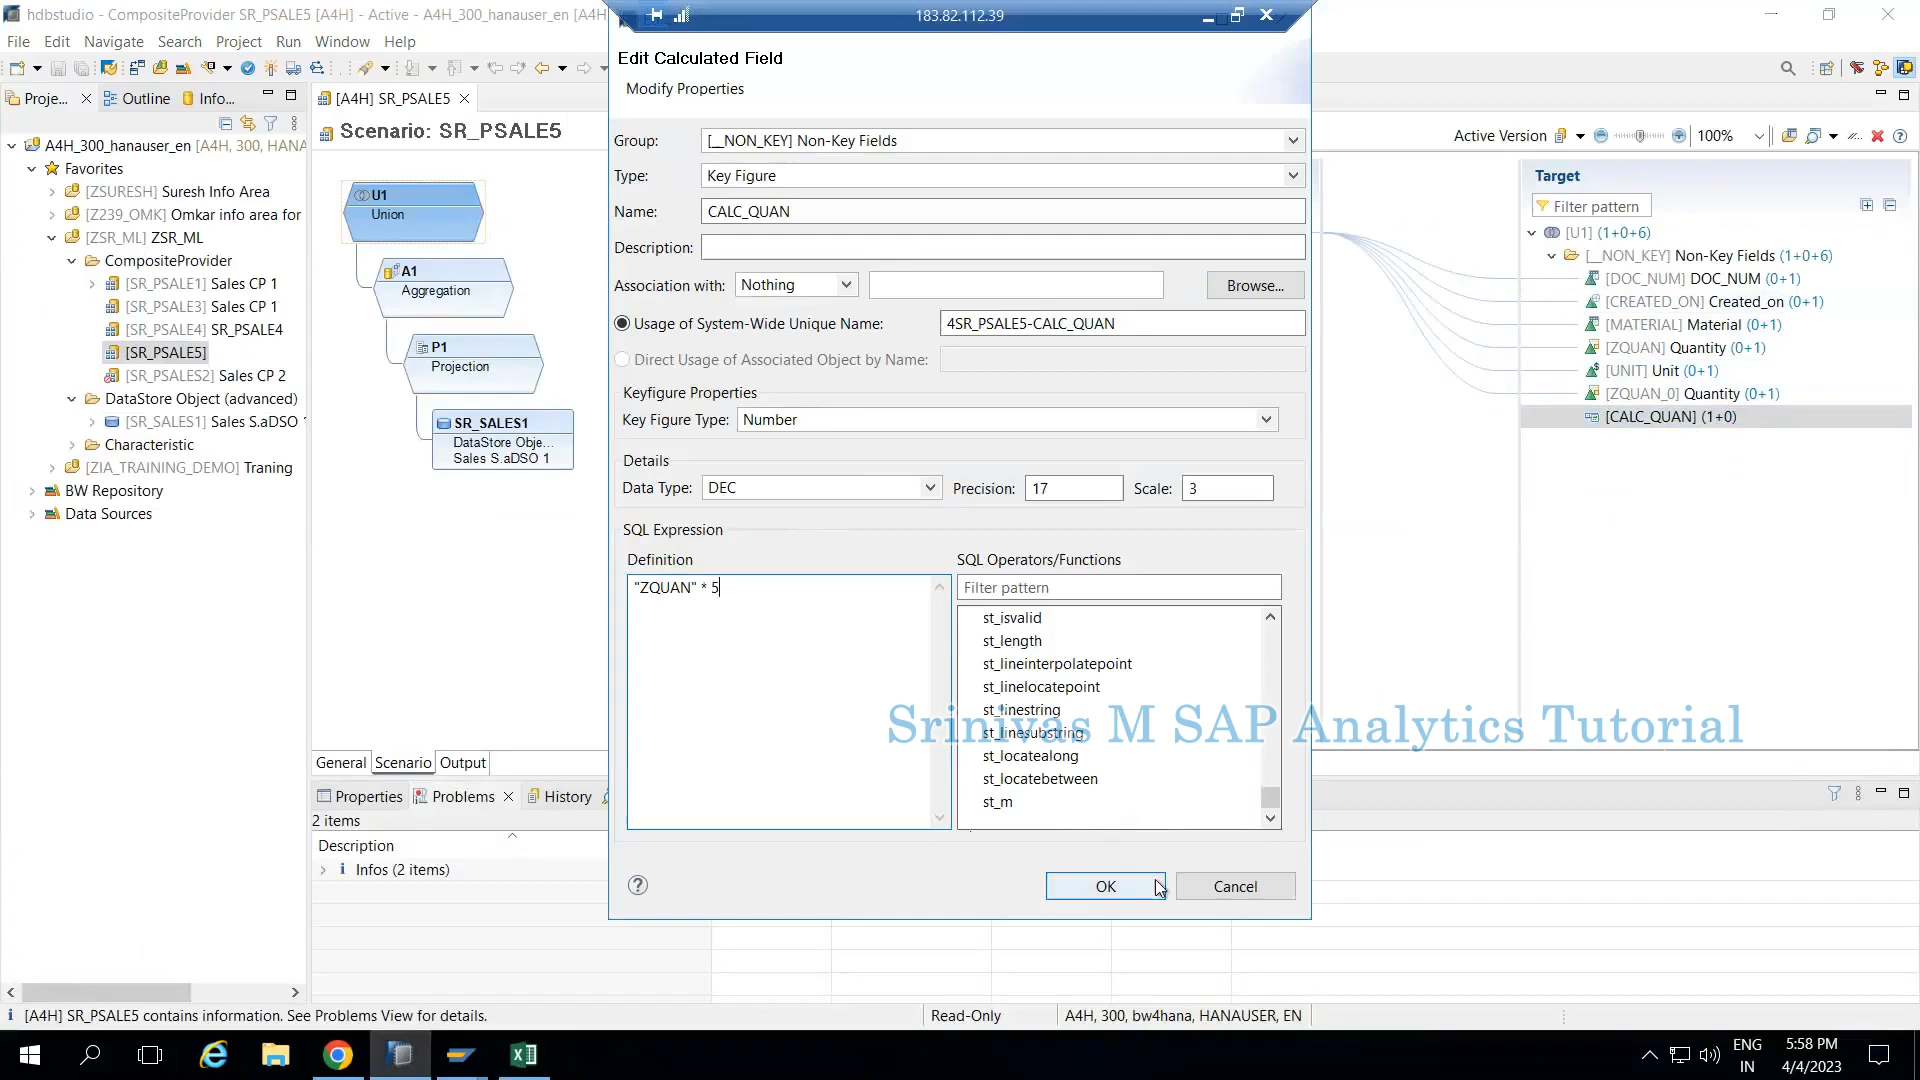 hdbstudio - CompositeProvider SR_PSALE5 [A4H] - Active - A4H_300_hanauser_en [A4H
183.82.112.39
File Edit Navigate Search Project Run Window Help
Proje...
Outline
Info...
A4H_300_hanauser_en [A4H, 300, HANA
Favorites
[ZSURESH] Suresh Info Area
[Z239_OMK] Omkar info area for
[ZSR_ML] ZSR_ML
CompositeProvider
[SR_PSALE1] Sales CP 1
[SR_PSALE3] Sales CP 1
[SR_PSALE4] SR_PSALE4
[SR_PSALE5]
[SR_PSALES2] Sales CP 2
DataStore Object (advanced)
[SR_SALES1] Sales S.aDSO
Characteristic
[ZIA_TRAINING_DEMO] Traning
BW Repository
Data Sources
[A4H] SR_PSALE5
Scenario: SR_PSALE5
U1
Union
A1
Aggregation
P1
Projection
SR_SALES1
DataStore Obje...
Sales S.aDSO 1
General Scenario Output
Edit Calculated Field
Modify Properties
Group: [__NON_KEY] Non-Key Fields
Type: Key Figure
Name: CALC_QUAN
Description:
Association with: Nothing Browse...
Usage of System-Wide Unique Name: 4SR_PSALE5-CALC_QUAN
Direct Usage of Associated Object by Name:
Keyfigure Properties
Key Figure Type: Number
Details
Data Type: DEC Precision: 17 Scale: 3
SQL Expression
Definition
"ZQUAN" * 5
SQL Operators/Functions
Filter pattern
st_isvalid
st_length
st_lineinterpolatepoint
st_linelocatepoint
st_linestring
st_linesubstring
st_locatealong
st_locatebetween
st_m
OK Cancel
Active Version 100%
Target
Filter pattern
[U1] (1+0+6)
[__NON_KEY] Non-Key Fields (1+0+6)
[DOC_NUM] DOC_NUM (0+1)
[CREATED_ON] Created_on (0+1)
[MATERIAL] Material (0+1)
[ZQUAN] Quantity (0+1)
[UNIT] Unit (0+1)
[ZQUAN_0] Quantity (0+1)
[CALC_QUAN] (1+0)
Srinivas M SAP Analytics Tutorial
Properties Problems History
2 items
Description
Infos (2 items)
[A4H] SR_PSALE5 contains information. See Problems View for details.
Read-Only
A4H, 300, bw4hana, HANAUSER, EN
ENG
IN
5:58 PM
4/4/2023